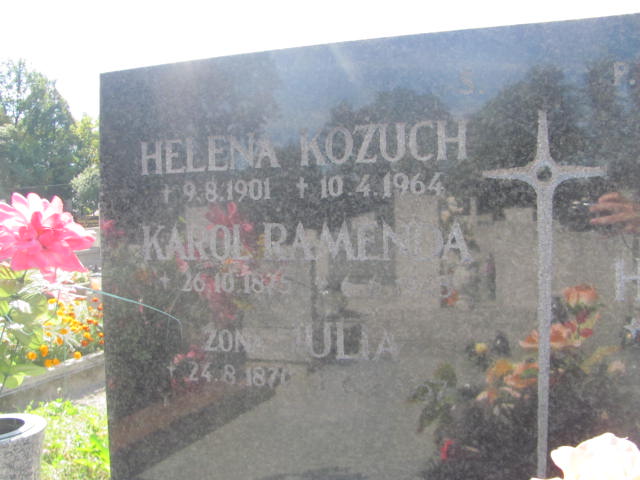 HELENA KOZUCH
+ 9.8.1901 + 10.4.1964
KAROL RAMENDA
+ 26.10.1875
ZONA JULIA
+ 24.8.1871